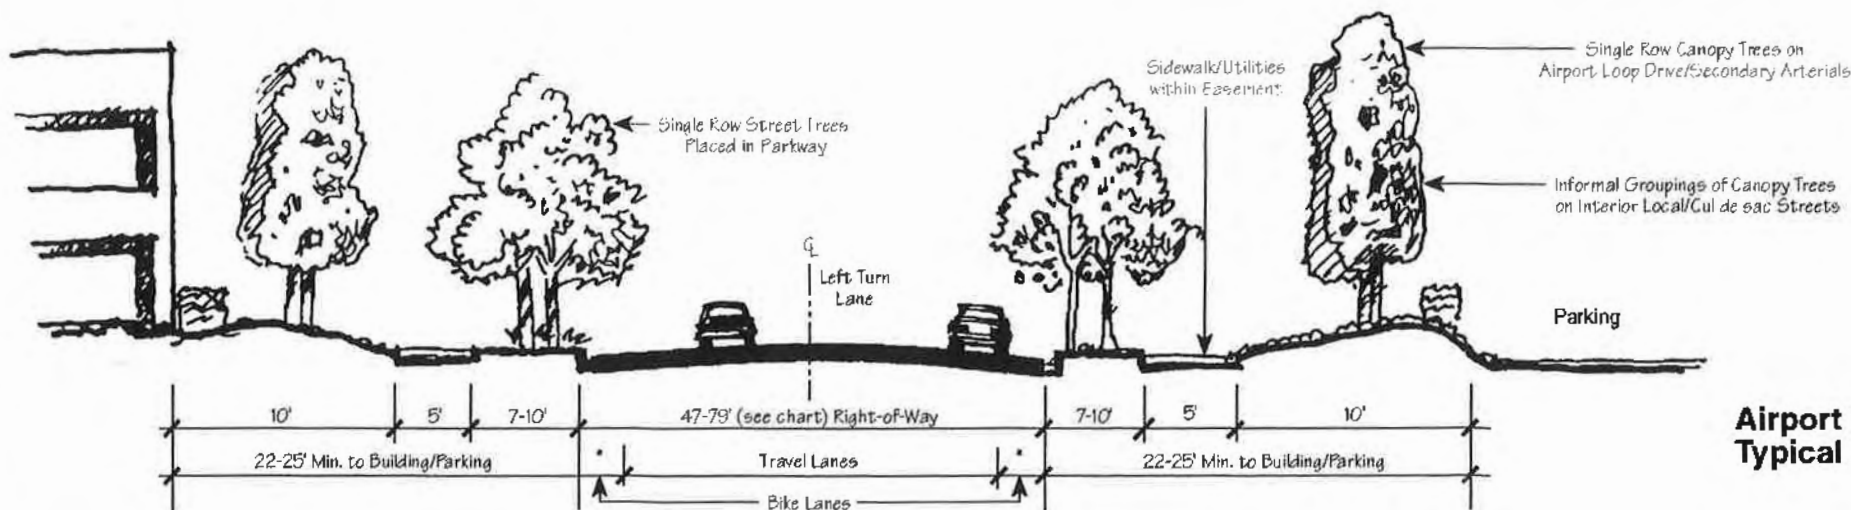 Single Row Canopy Trees on
Airport Loop Drive/Secondary Arterials
Sidewalk/Utilities
within Easement
Single Row Street Trees
Placed in Parkway
Informal Groupings of Canopy Trees
on Interior Local/Cul de sac Streets
CL
Left Turn
Lane
Parking
10' 5' 7-10' 47-79' (see chart) Right-of-Way 7-10' 5' 10'
22-25' Min. to Building/Parking * Travel Lanes * 22-25' Min. to Building/Parking
Bike Lanes
Airport
Typical